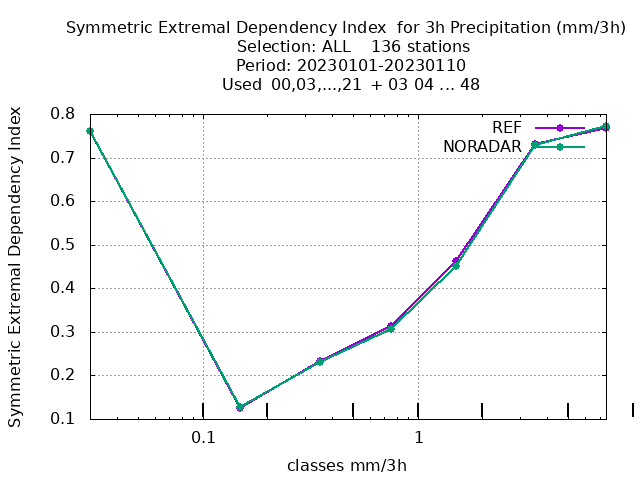 Symmetric Extremal Dependency Index  for 3h Precipitation (mm/3h)
Selection: ALL    136 stations
Period: 20230101-20230110
Used  00,03,...,21  + 03 04 ... 48
REF
NORADAR
Symmetric Extremal Dependency Index
0.8
0.7
0.6
0.5
0.4
0.3
0.2
0.1
0.1 1
classes mm/3h